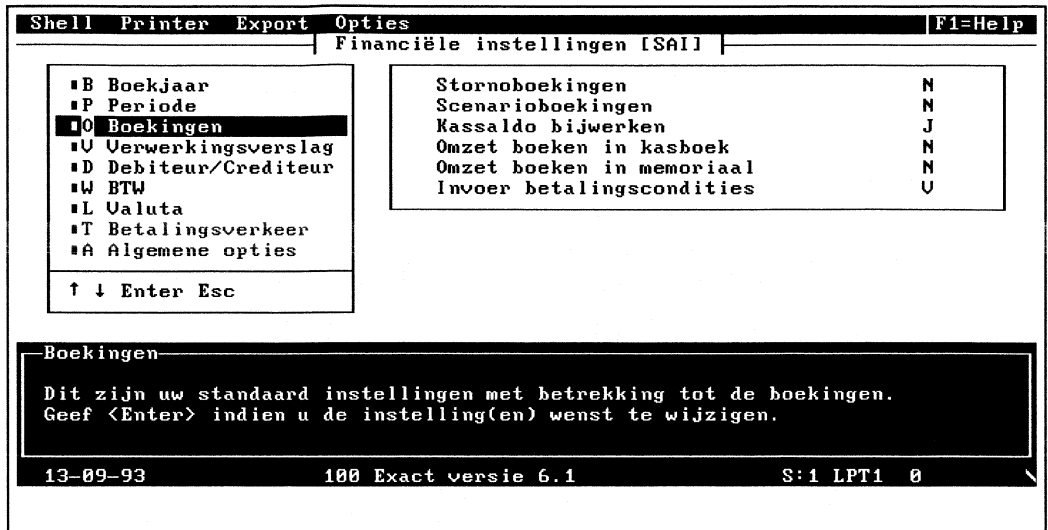 Shell Printer Export Opties F1=Help
Financiële instellingen [SAI]
B Boekjaar
P Periode
O Boekingen
V Verwerkingsverslag
D Debiteur/Crediteur
W BTW
L Valuta
T Betalingsverkeer
A Algemene opties
↑ ↓ Enter Esc
Stornoboekingen N
Scenarioboekingen N
Kassaldo bijwerken J
Omzet boeken in kasboek N
Omzet boeken in memoriaal N
Invoer betalingscondities V
Boekingen
Dit zijn uw standaard instellingen met betrekking tot de boekingen.
Geef <Enter> indien u de instelling(en) wenst te wijzigen.
13-09-93 100 Exact versie 6.1 S:1 LPT1 0 \